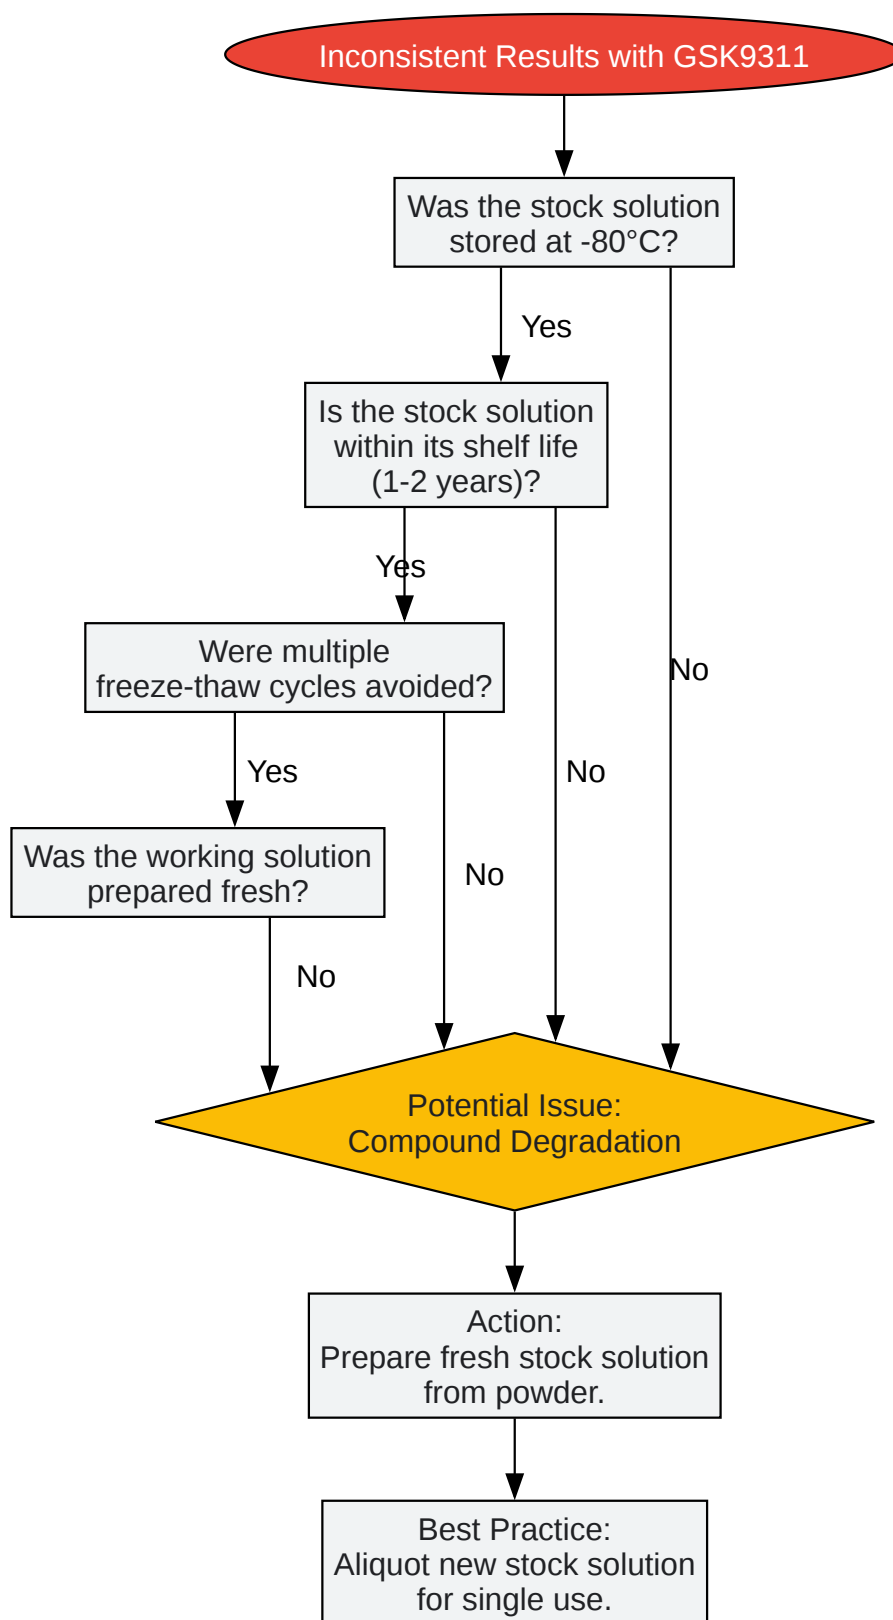 Inconsistent Results with GSK9311
Was the stock solution
stored at -80°C?
Yes
Is the stock solution
within its shelf life
(1-2 years)?
Yes
No
Were multiple
freeze-thaw cycles avoided?
Yes
No
Was the working solution
prepared fresh?
No
No
Potential Issue:
Compound Degradation
Action:
Prepare fresh stock solution
from powder.
Best Practice:
Aliquot new stock solution
for single use.